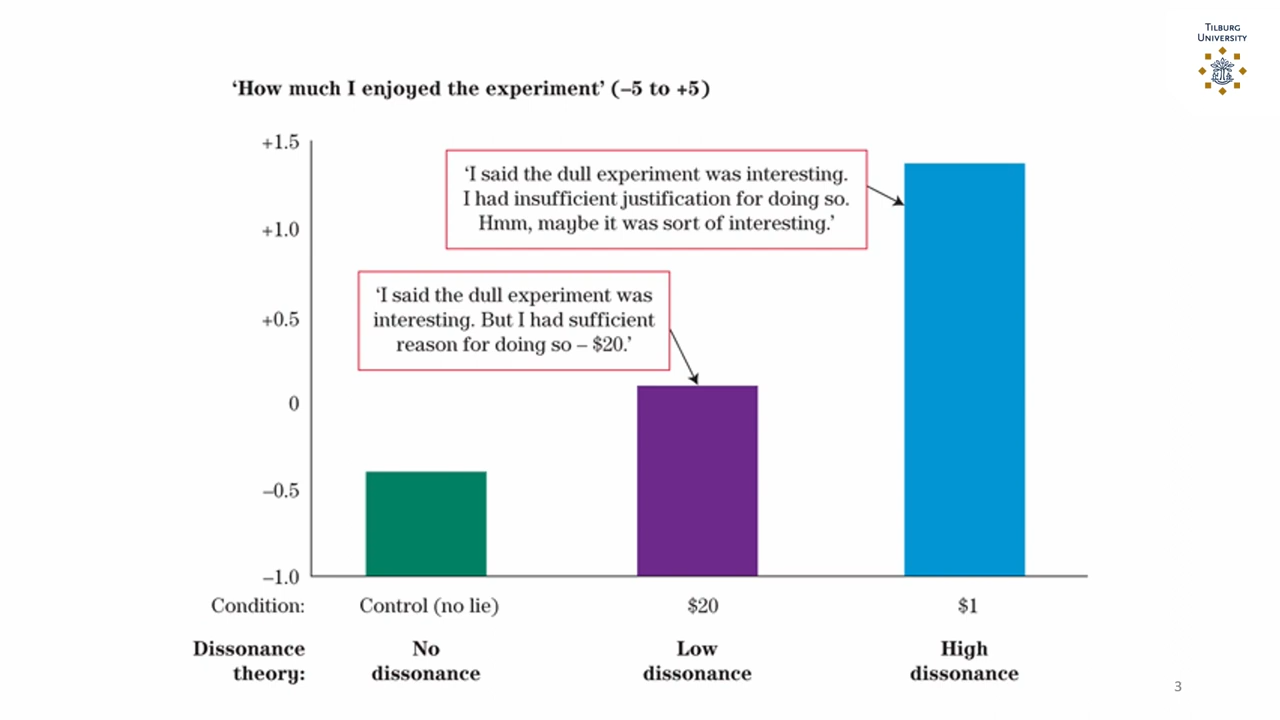 TILBURG
UNIVERSITY
‘How much I enjoyed the experiment’ (–5 to +5)
+1.5
‘I said the dull experiment was interesting.
I had insufficient justification for doing so.
Hmm, maybe it was sort of interesting.’
+1.0
‘I said the dull experiment was
interesting. But I had sufficient
reason for doing so – $20.’
+0.5
0
–0.5
–1.0
Condition: Control (no lie) $20 $1
Dissonance No Low High
theory: dissonance dissonance dissonance
3